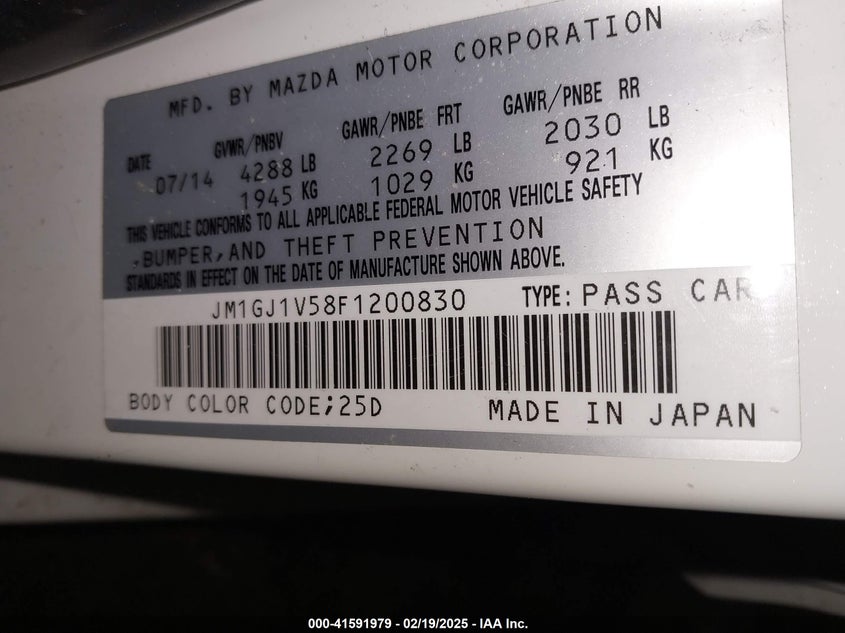 MFD. BY MAZDA MOTOR CORPORATION
DATE GVWR/PNBV GAWR/PNBE FRT GAWR/PNBE RR
07/14 4288 LB 2269 LB 2030 LB
1945 KG 1029 KG 921 KG
THIS VEHICLE CONFORMS TO ALL APPLICABLE FEDERAL MOTOR VEHICLE SAFETY
,BUMPER,AND THEFT PREVENTION
STANDARDS IN EFFECT ON THE DATE OF MANUFACTURE SHOWN ABOVE.
JM1GJ1V58F1200830 TYPE: PASS CAR
BODY COLOR CODE;25D MADE IN JAPAN
000-41591979 - 02/19/2025 - IAA Inc.